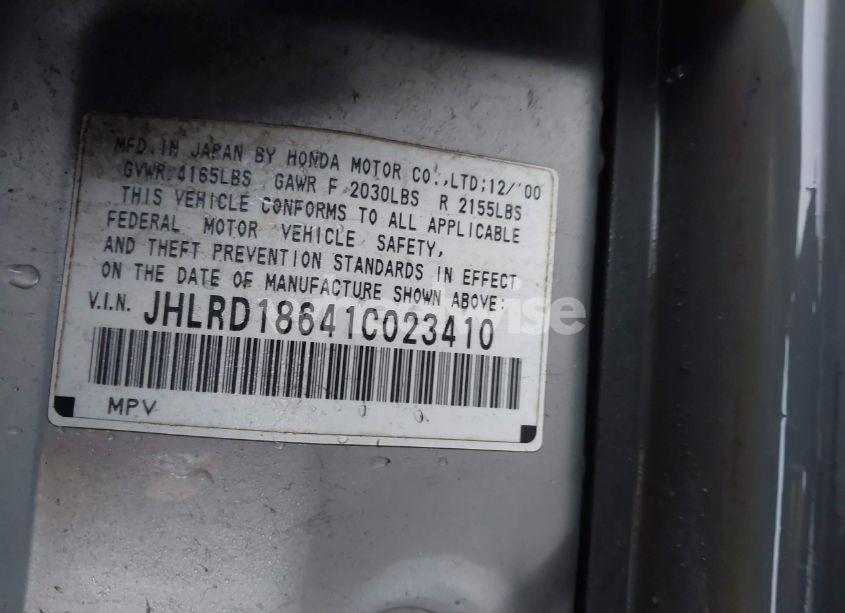 MFD. IN JAPAN BY HONDA MOTOR CO., LTD; 12/'00
GVWR 4165LBS GAWR F 2030LBS R 2155LBS
THIS VEHICLE CONFORMS TO ALL APPLICABLE
FEDERAL MOTOR VEHICLE SAFETY,
AND THEFT PREVENTION STANDARDS IN EFFECT
ON THE DATE OF MANUFACTURE SHOWN ABOVE:
V.I.N. JHLRD18641C023410
MPV